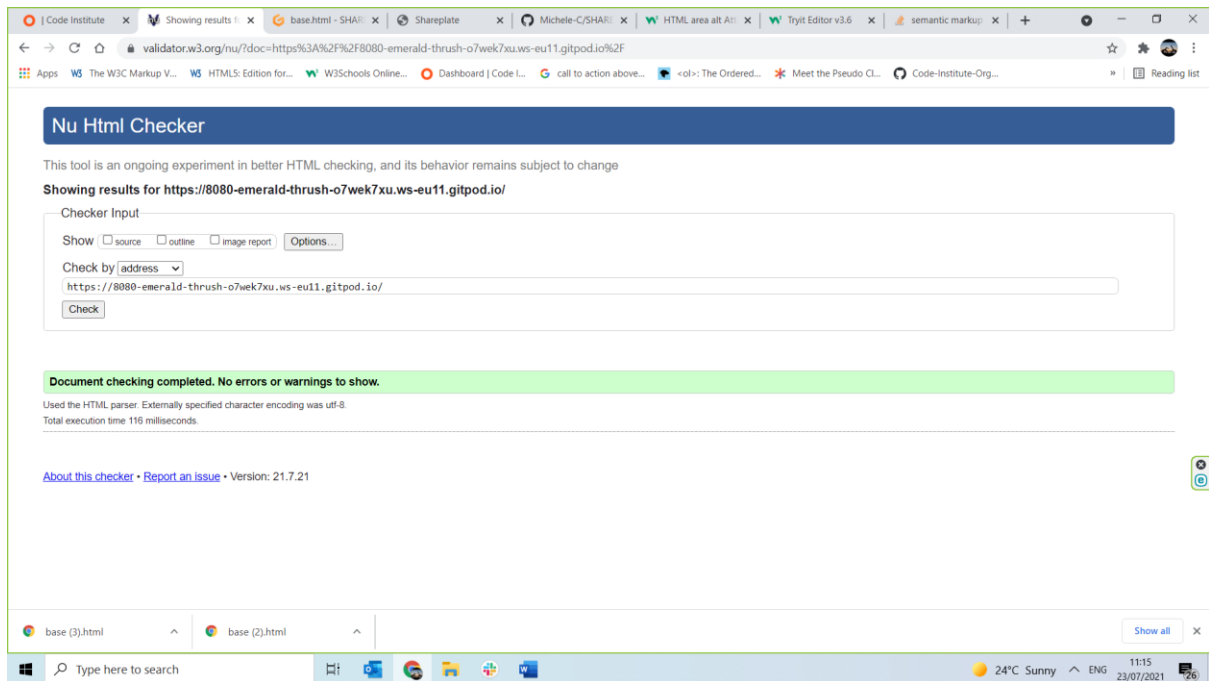 | Code Institute
Showing results f
base.html - SHAR
Shareplate
Michele-C/SHARE
HTML area alt Att
Tryit Editor v3.6
semantic markup
validator.w3.org/nu/?doc=https%3A%2F%2F8080-emerald-thrush-o7wek7xu.ws-eu11.gitpod.io%2F
Apps
The W3C Markup V...
HTML5: Edition for...
W3Schools Online...
Dashboard | Code I...
call to action above...
<ol>: The Ordered...
Meet the Pseudo Cl...
Code-Institute-Org...
»
Reading list
Nu Html Checker
This tool is an ongoing experiment in better HTML checking, and its behavior remains subject to change
Showing results for https://8080-emerald-thrush-o7wek7xu.ws-eu11.gitpod.io/
Checker Input
Show source outline image report Options...
Check by address
https://8080-emerald-thrush-o7wek7xu.ws-eu11.gitpod.io/
Check
Document checking completed. No errors or warnings to show.
Used the HTML parser. Externally specified character encoding was utf-8.
Total execution time 116 milliseconds.
About this checker • Report an issue • Version: 21.7.21
base (3).html
base (2).html
Show all
Type here to search
24°C Sunny
ENG
11:15
23/07/2021
26